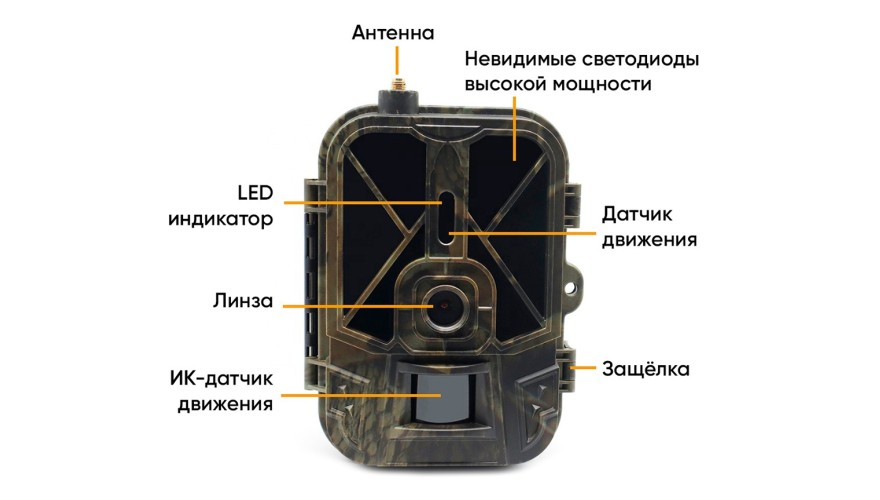 Антенна
Невидимые светодиоды
высокой мощности
LED
индикатор
Датчик
движения
Линза
Защёлка
ИК-датчик
движения